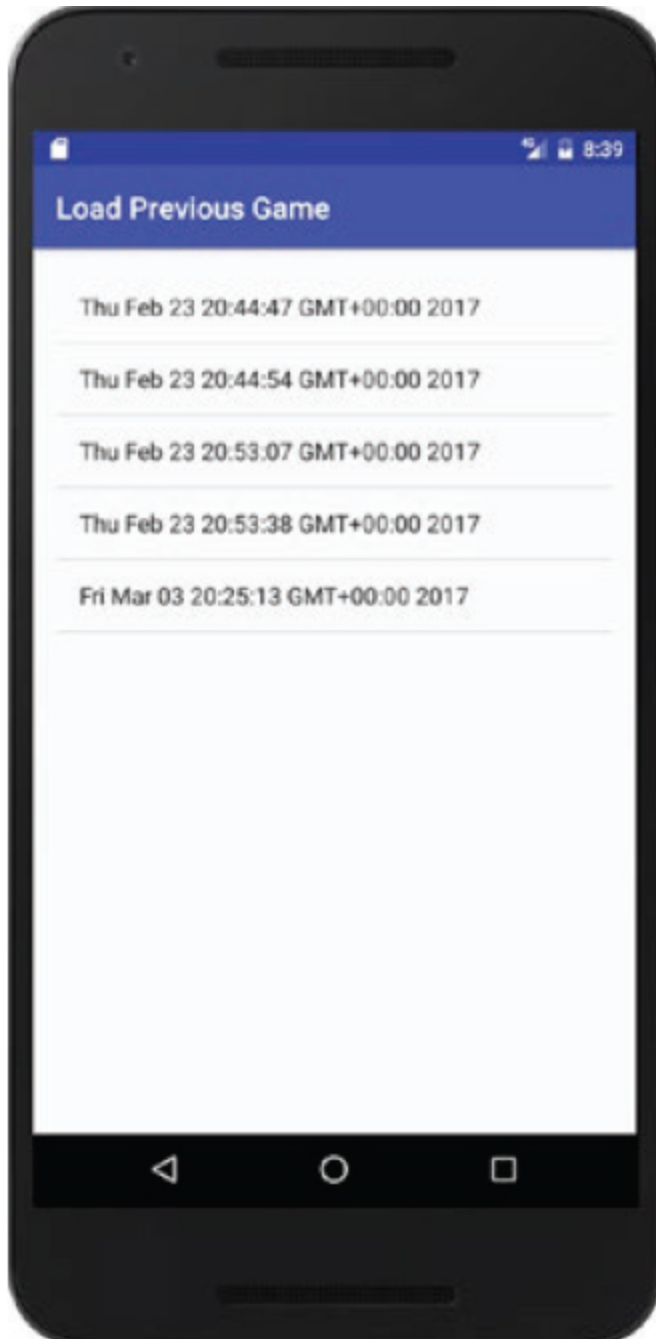 4G 8:39
Load Previous Game
Thu Feb 23 20:44:47 GMT+00:00 2017
Thu Feb 23 20:44:54 GMT+00:00 2017
Thu Feb 23 20:53:07 GMT+00:00 2017
Thu Feb 23 20:53:38 GMT+00:00 2017
Fri Mar 03 20:25:13 GMT+00:00 2017